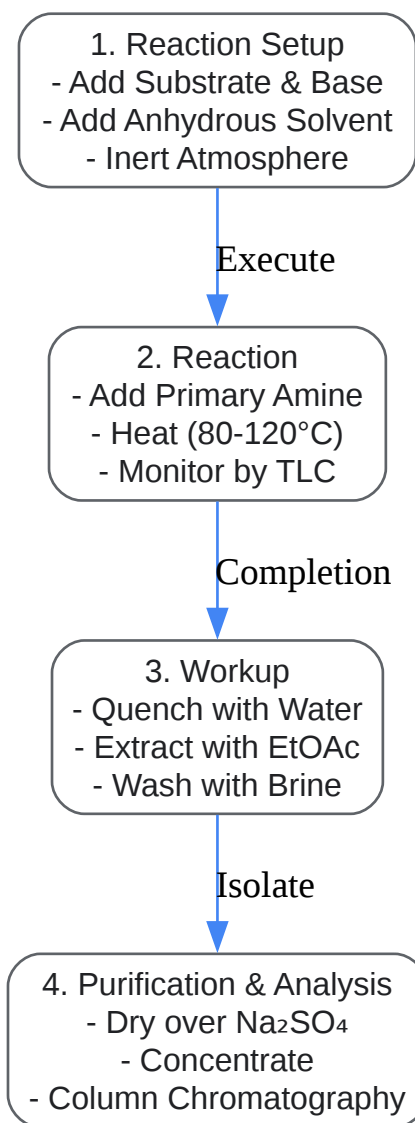 1. Reaction Setup
- Add Substrate & Base
- Add Anhydrous Solvent
- Inert Atmosphere
Execute
2. Reaction
- Add Primary Amine
- Heat (80-120°C)
- Monitor by TLC
Completion
3. Workup
- Quench with Water
- Extract with EtOAc
- Wash with Brine
Isolate
4. Purification & Analysis
- Dry over Na₂SO₄
- Concentrate
- Column Chromatography